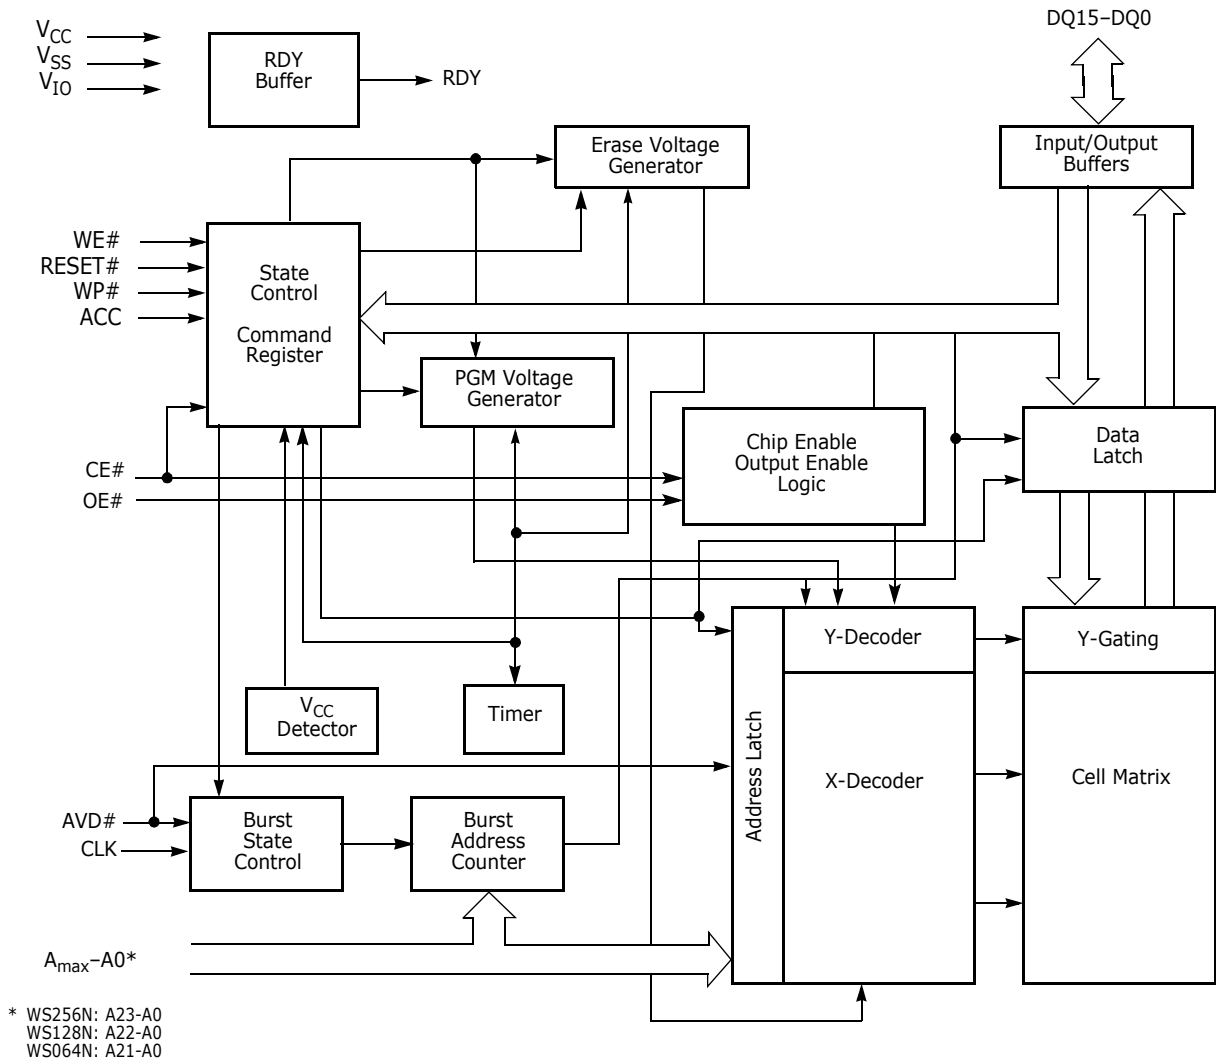 DQ15–DQ0
VCC
VSS
VIO
RDY
Buffer
RDY
Erase Voltage
Generator
Input/Output
Buffers
WE#
RESET#
WP#
ACC
State
Control
Command
Register
PGM Voltage
Generator
Chip Enable
Output Enable
Logic
Data
Latch
CE#
OE#
Y-Decoder
Y-Gating
VCC
Detector
Timer
Address Latch
X-Decoder
Cell Matrix
AVD#
CLK
Burst
State
Control
Burst
Address
Counter
Amax–A0*
* WS256N: A23-A0
WS128N: A22-A0
WS064N: A21-A0